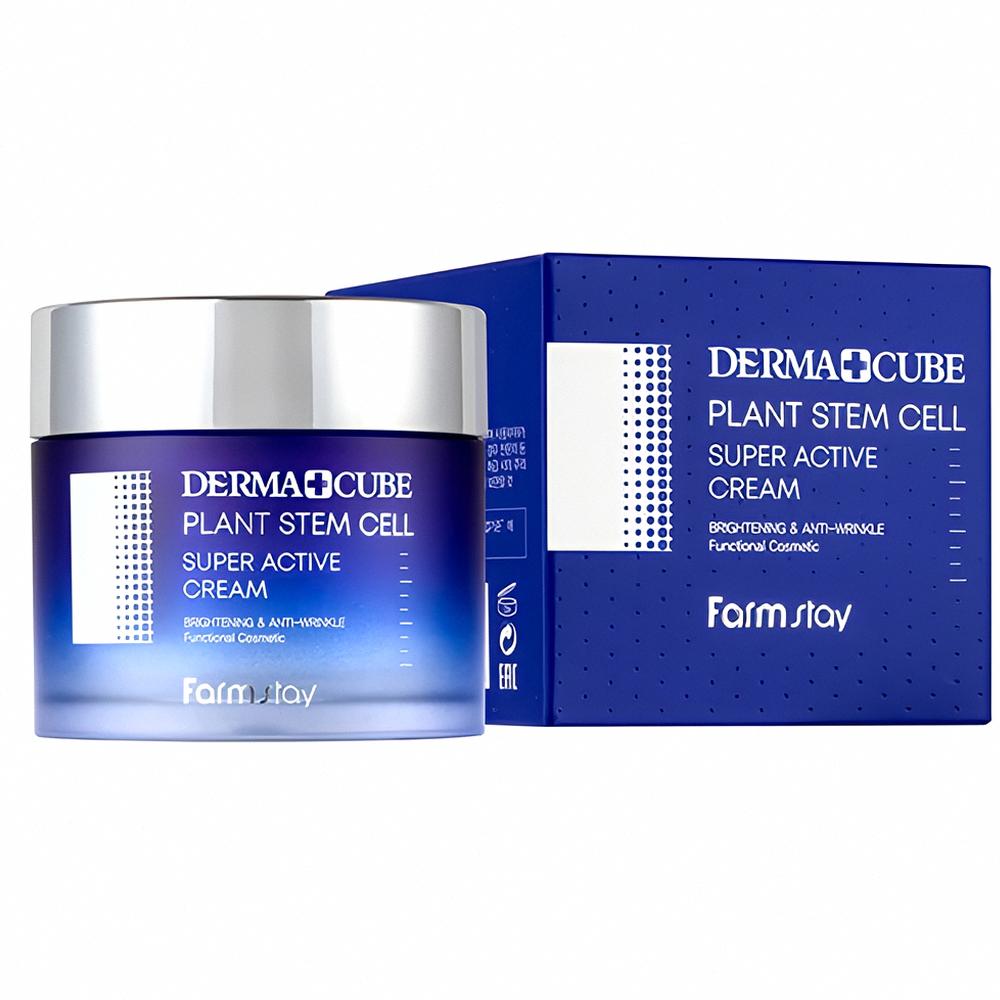 DERMA CUBE
PLANT STEM CELL
SUPER ACTIVE
CREAM
BRIGHTENING & ANTI-WRINKLE
Functional Cosmetic
Farmstay
EAC
DERMA CUBE
PLANT STEM CELL
SUPER ACTIVE
CREAM
BRIGHTENING & ANTI-WRINKLE
Functional Cosmetic
Farmstay